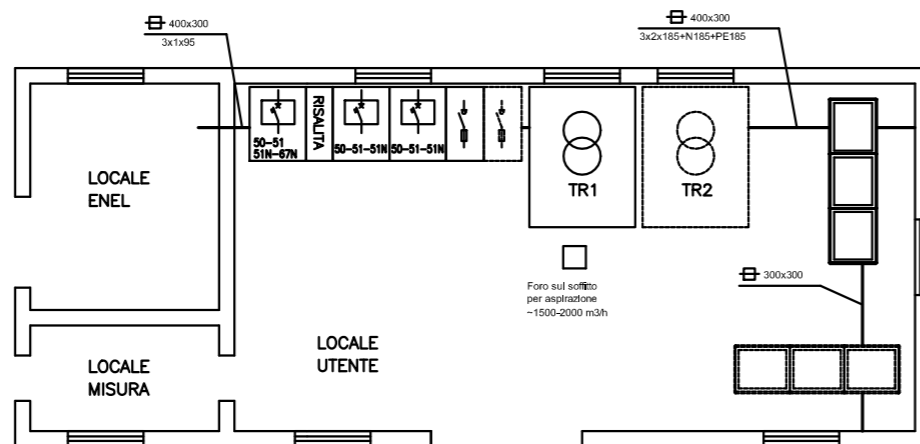 400x300
3x1x95
400x300
3x2x185+N185+PE185
RISALITA
50-51
51N-67N
50-51-51N
50-51-51N
LOCALE
ENEL
TR1
TR2
Foro sul soffitto
per aspirazione
~1500-2000 m3/h
300x300
LOCALE
UTENTE
LOCALE
MISURA